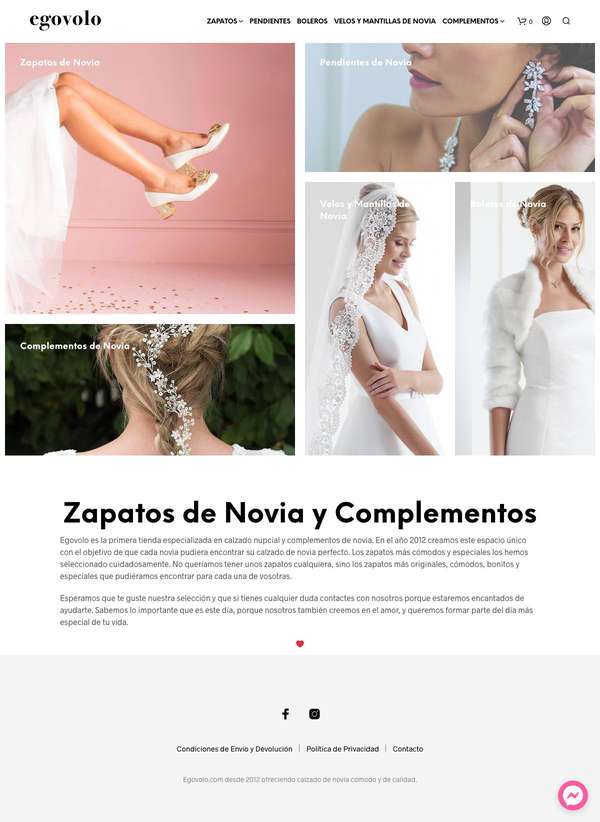 egovolo
ZAPATOS PENDIENTES BOLEROS VELOS Y MANTILLAS DE NOVIA COMPLEMENTOS 0
Zapatos de Novia
Pendientes de Novia
Velos y Mantillas de
Novia
Boleros de Novia
Complementos de Novia
Zapatos de Novia y Complementos
Egovolo es la primera tienda especializada en calzado nupcial y complementos de novia. En el año 2012 creamos este espacio único
con el objetivo de que cada novia pudiera encontrar su calzado de novia perfecto. Los zapatos más cómodos y especiales los hemos
seleccionado cuidadosamente. No queríamos tener unos zapatos cualquiera, sino los zapatos más originales, cómodos, bonitos y
especiales que pudiéramos encontrar para cada una de vosotras.
Esperamos que te guste nuestra selección y que si tienes cualquier duda contactes con nosotros porque estaremos encantados de
ayudarte. Sabemos lo importante que es este día, porque nosotros también creemos en el amor, y queremos formar parte del día más
especial de tu vida.
Condiciones de Envío y Devolución | Política de Privacidad | Contacto
Egovolo.com desde 2012 ofreciendo calzado de novia cómodo y de calidad.